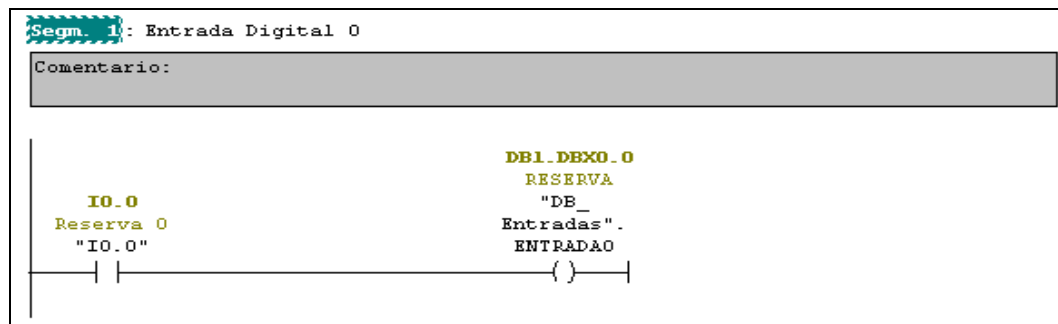 Segm. 1: Entrada Digital 0
Comentario:
DB1.DBX0.0
RESERVA
I0.0
"DB_
Reserva 0
Entradas".
"I0.0"
ENTRADA0